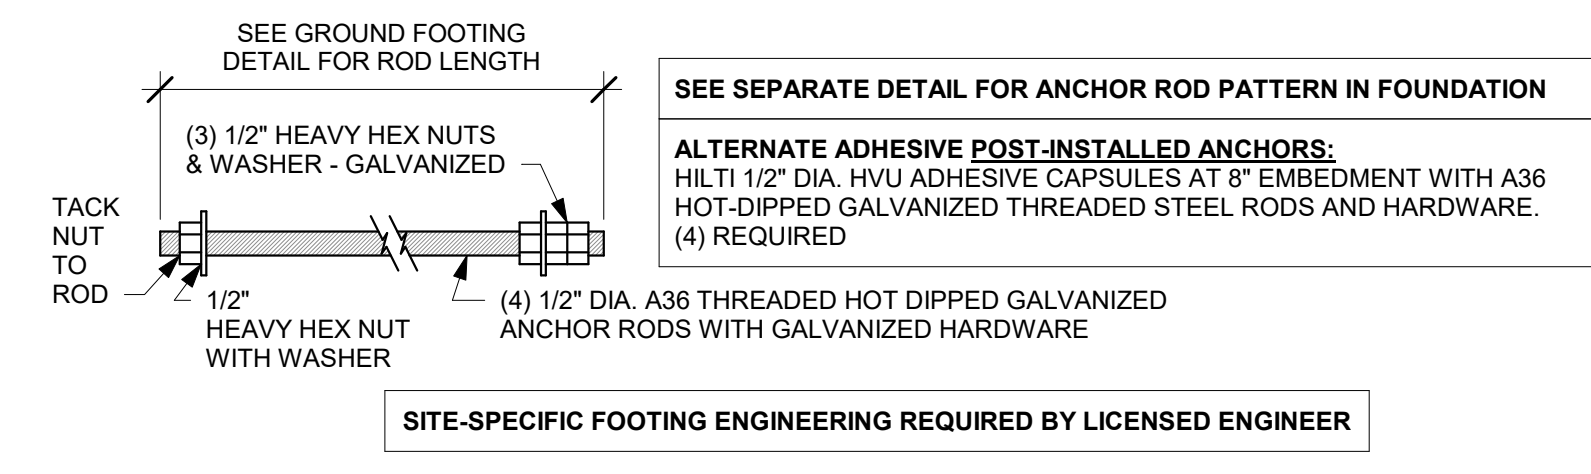 SEE GROUND FOOTING
DETAIL FOR ROD LENGTH
(3) 1/2" HEAVY HEX NUTS
& WASHER - GALVANIZED
TACK
NUT
TO
ROD
1/2"
HEAVY HEX NUT
WITH WASHER
(4) 1/2" DIA. A36 THREADED HOT DIPPED GALVANIZED
ANCHOR RODS WITH GALVANIZED HARDWARE
SEE SEPARATE DETAIL FOR ANCHOR ROD PATTERN IN FOUNDATION
ALTERNATE ADHESIVE POST-INSTALLED ANCHORS:
HILTI 1/2" DIA. HVU ADHESIVE CAPSULES AT 8" EMBEDMENT WITH A36
HOT-DIPPED GALVANIZED THREADED STEEL RODS AND HARDWARE.
(4) REQUIRED
SITE-SPECIFIC FOOTING ENGINEERING REQUIRED BY LICENSED ENGINEER